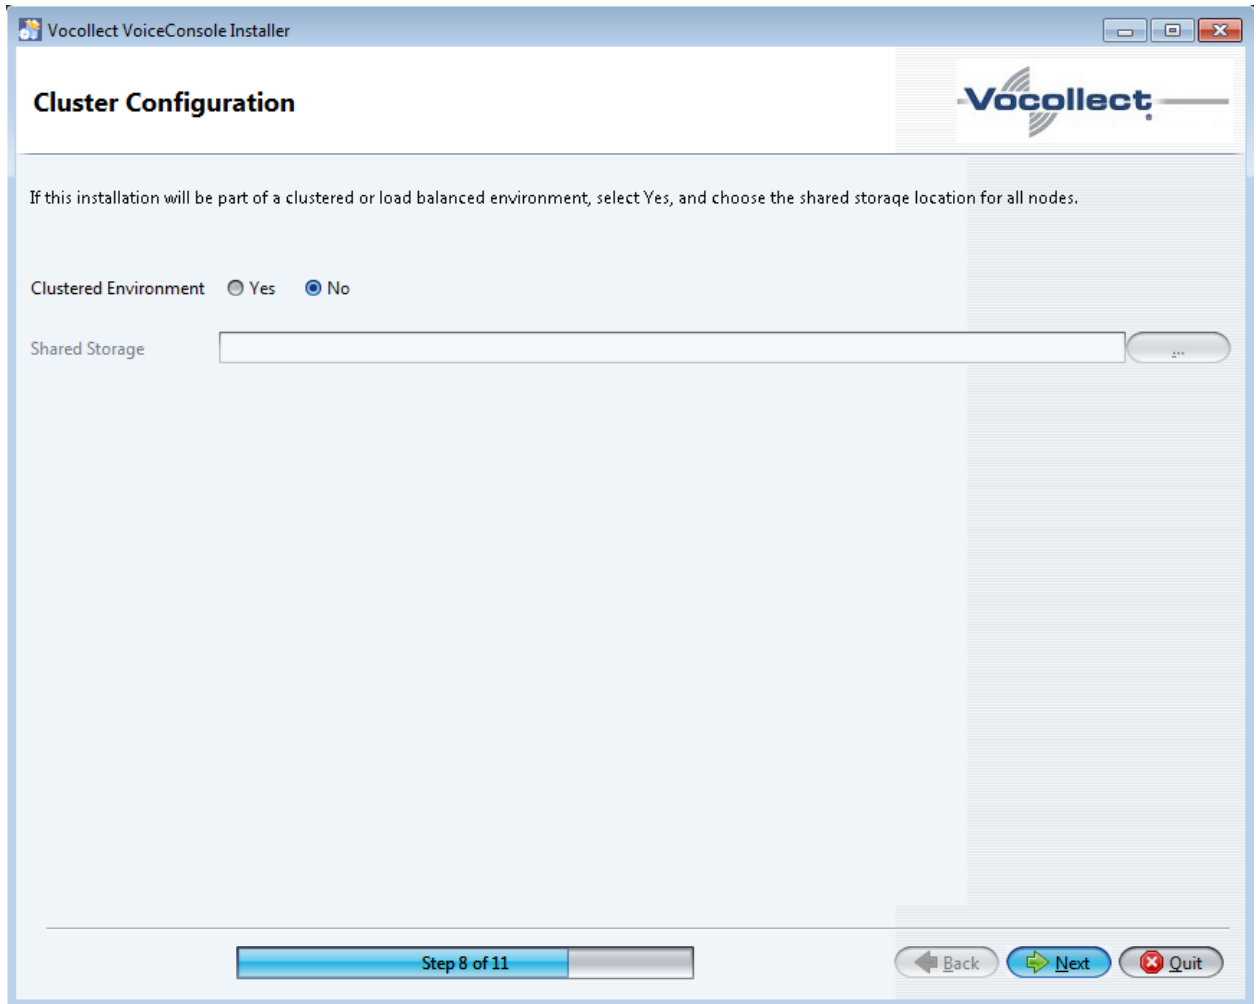 Vocollect VoiceConsole Installer
Cluster Configuration
Vocollect
If this installation will be part of a clustered or load balanced environment, select Yes, and choose the shared storage location for all nodes.
Clustered Environment Yes No
Shared Storage ...
Step 8 of 11 Back Next Quit